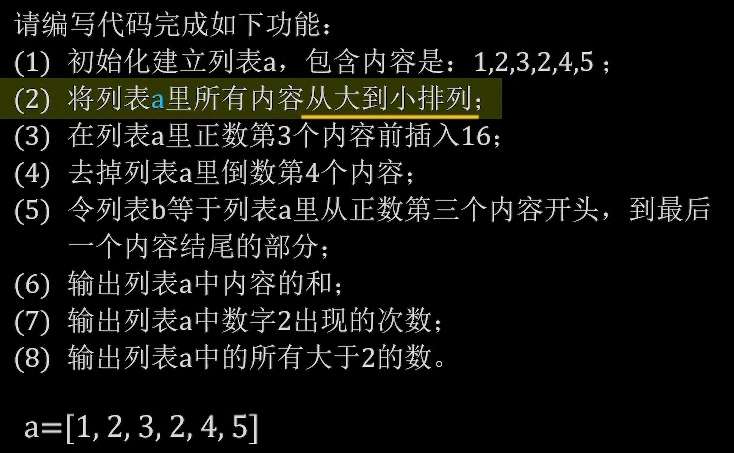 请编写代码完成如下功能：
(1) 初始化建立列表a，包含内容是：1,2,3,2,4,5；
(2) 将列表a里所有内容从大到小排列；
(3) 在列表a里正数第3个内容前插入16；
(4) 去掉列表a里倒数第4个内容；
(5) 令列表b等于列表a里从正数第三个内容开头，到最后
一个内容结尾的部分；
(6) 输出列表a中内容的和；
(7) 输出列表a中数字2出现的次数；
(8) 输出列表a中的所有大于2的数。
a=[1, 2, 3, 2, 4, 5]